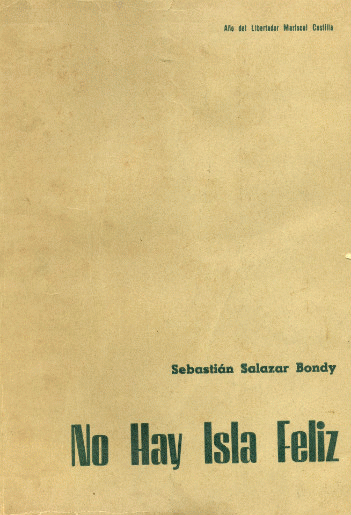 Año del Libertador Mariscal Castilla
Sebastián Salazar Bondy
No Hay Isla Feliz